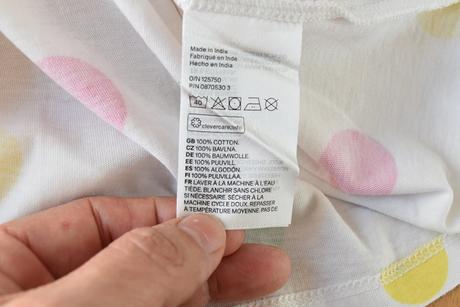 Made in India
Fabriqué en Inde
Hecho en India
O/N 125750
P/N 0870530 3
40
clevercare.info
GB 100% COTTON.
CZ 100% BAVLNA.
DE 100% BAUMWOLLE.
EE 100% PUUVILL.
ES 100% ALGODÓN.
FI 100% PUUVILLAA.
FR LAVER À LA MACHINE À L'EAU
TIÈDE. BLANCHIR SANS CHLORE
SI NÉCESSAIRE. SÉCHER À LA
MACHINE CYCLE DOUX. REPASSER
À TEMPÉRATURE MOYENNE. PAS DE